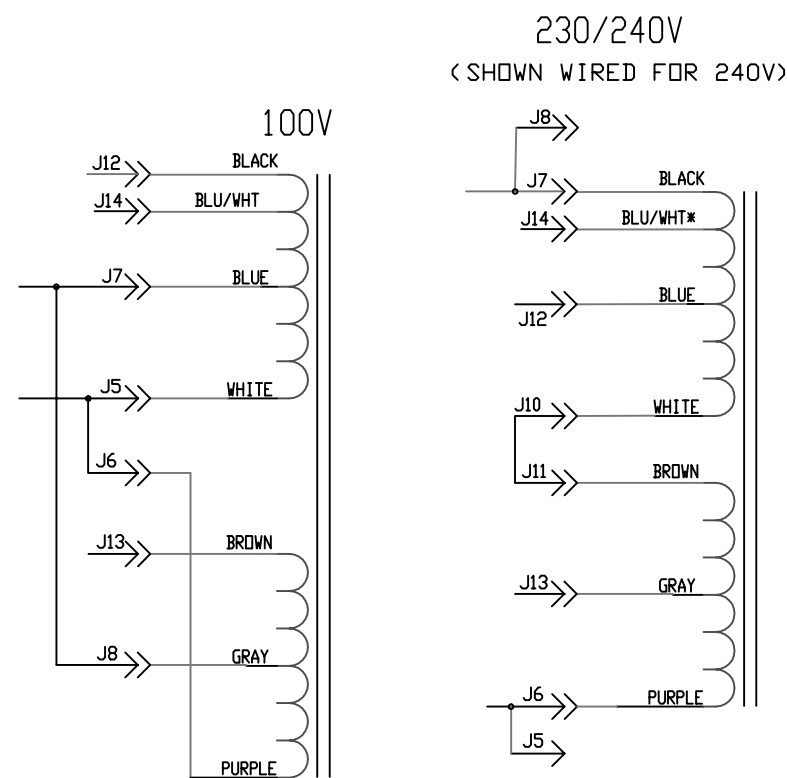 230/240V
(SHOWN WIRED FOR 240V)
100V
J12 BLACK
J14 BLU/WHT
J7 BLUE
J5 WHITE
J6
J13 BROWN
J8 GRAY
PURPLE
J8
J7 BLACK
J14 BLU/WHT*
BLUE
J12
J10 WHITE
J11 BROWN
J13 GRAY
J6 PURPLE
J5